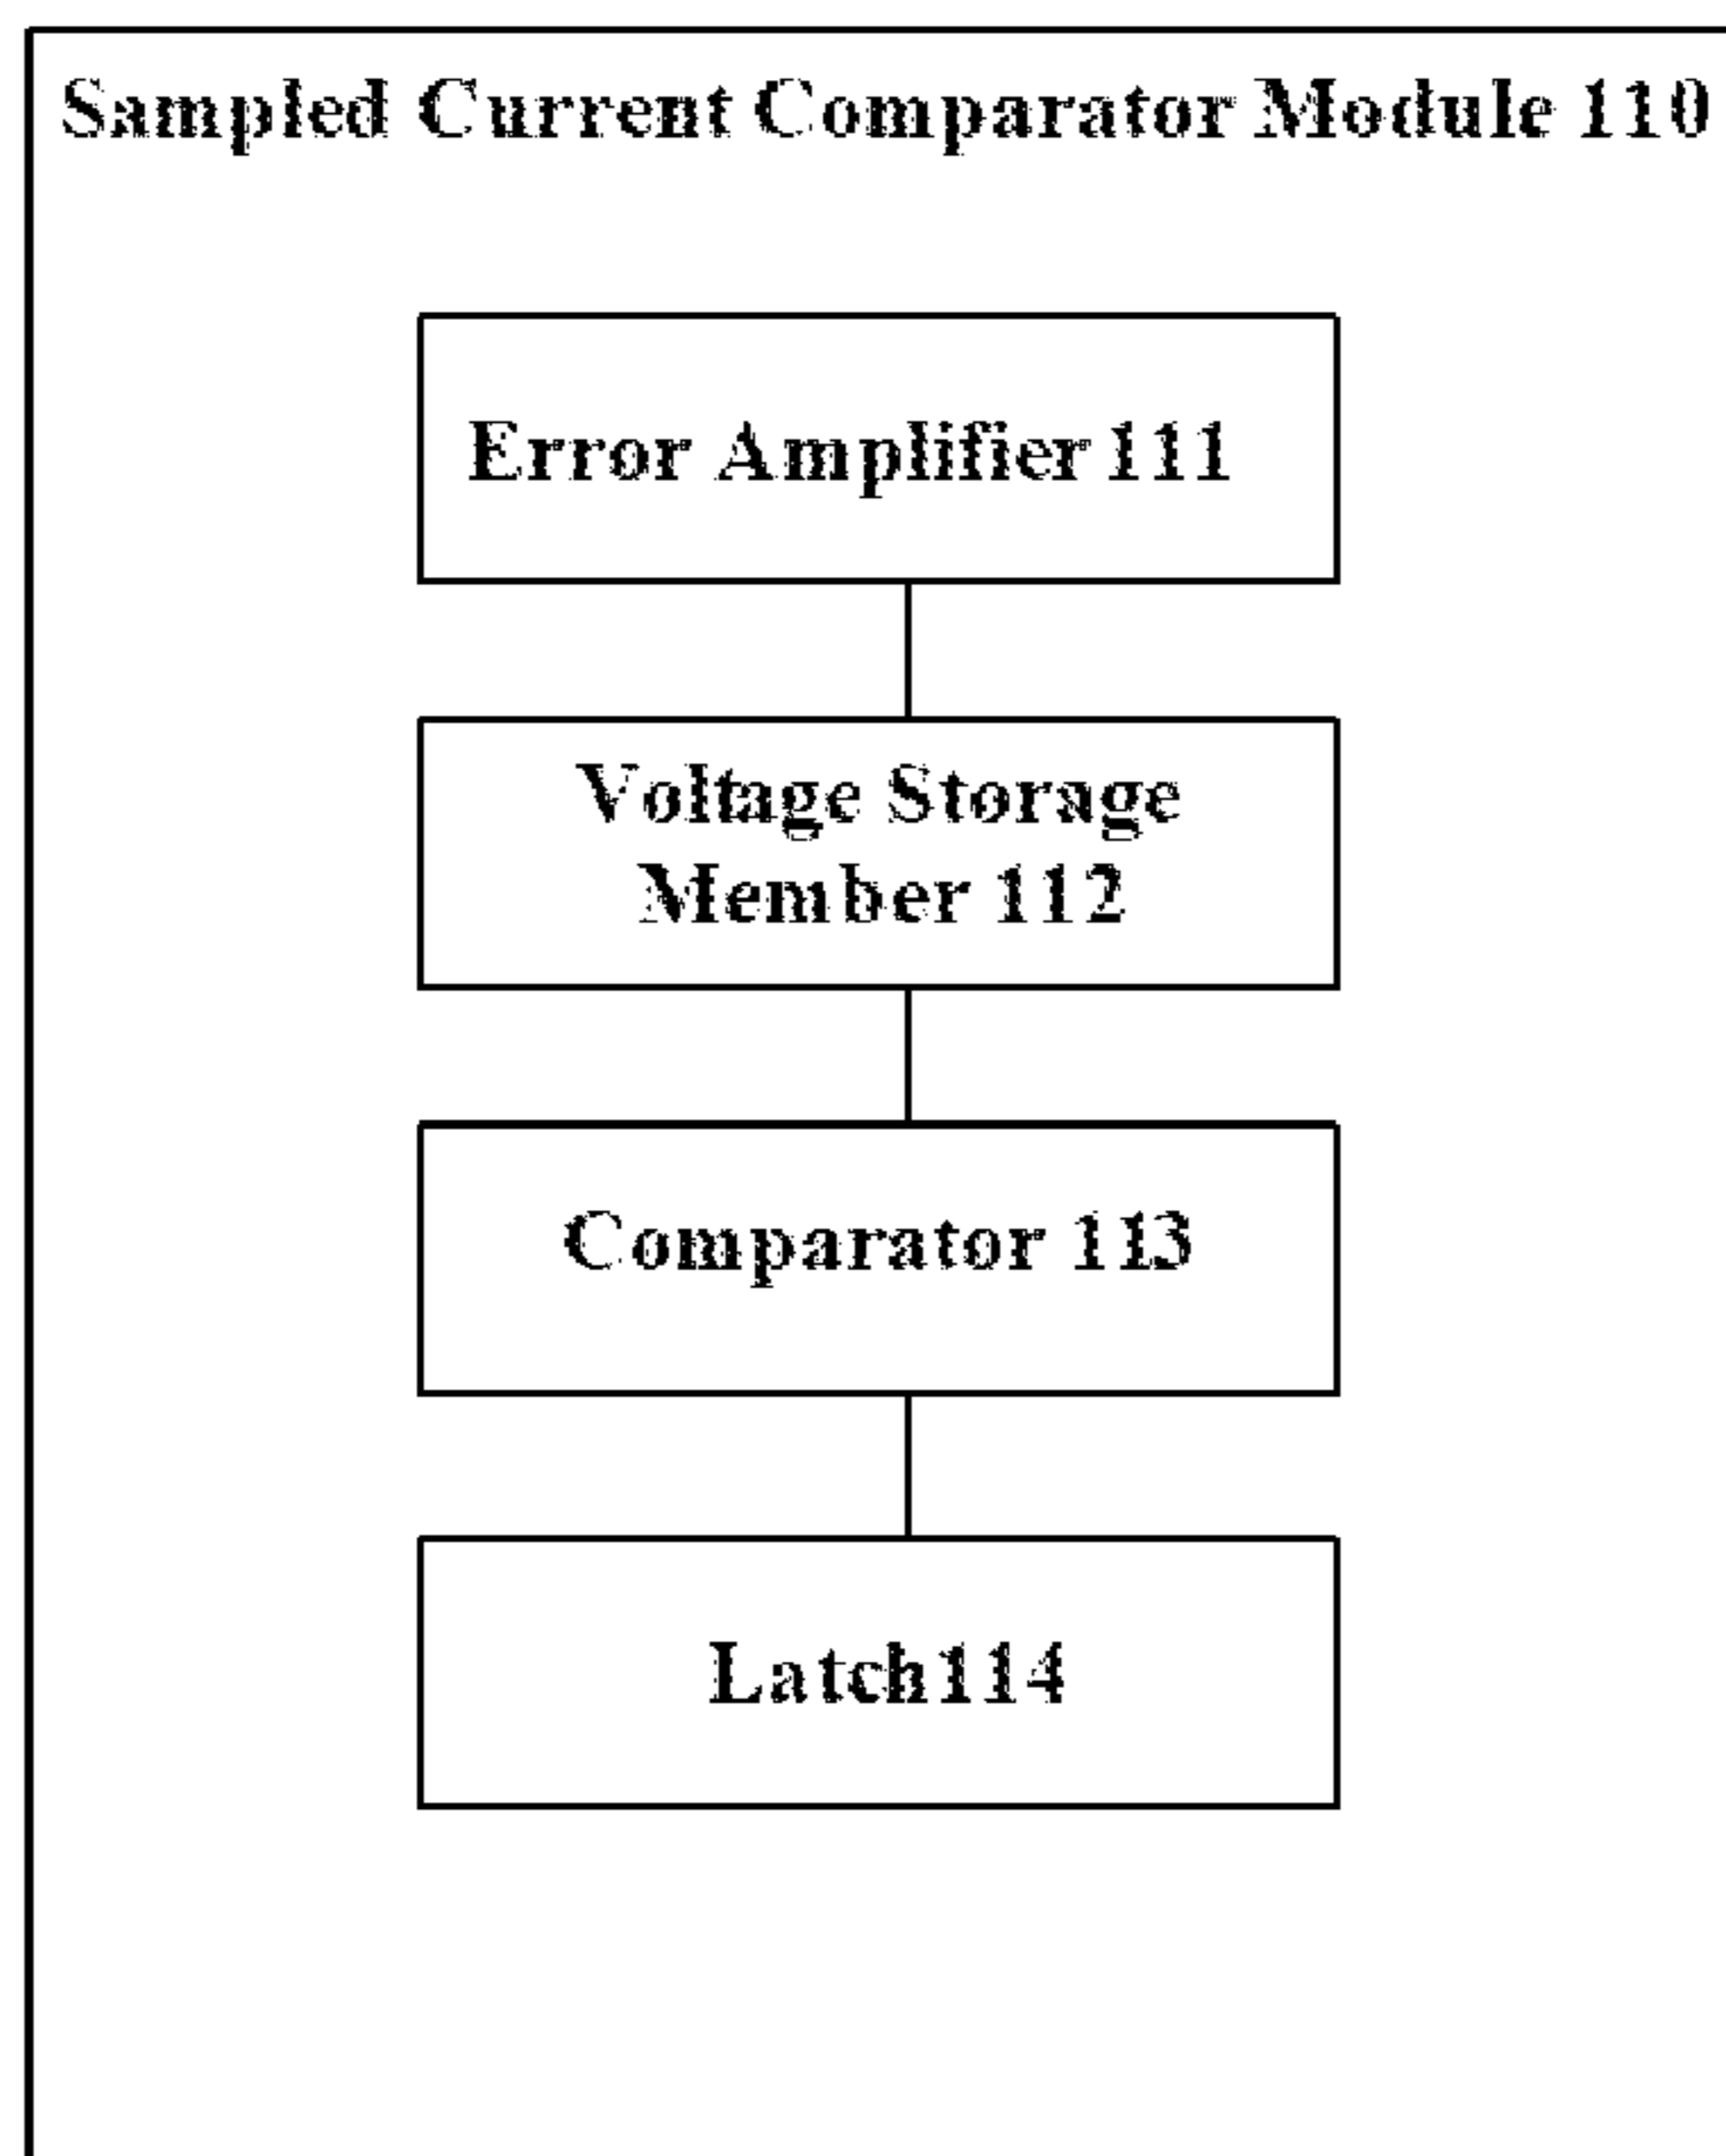 Sampled Current Comparator Module 110
Error Amplifier 111
Voltage Storage
Member 112
Comparator 113
Latch114